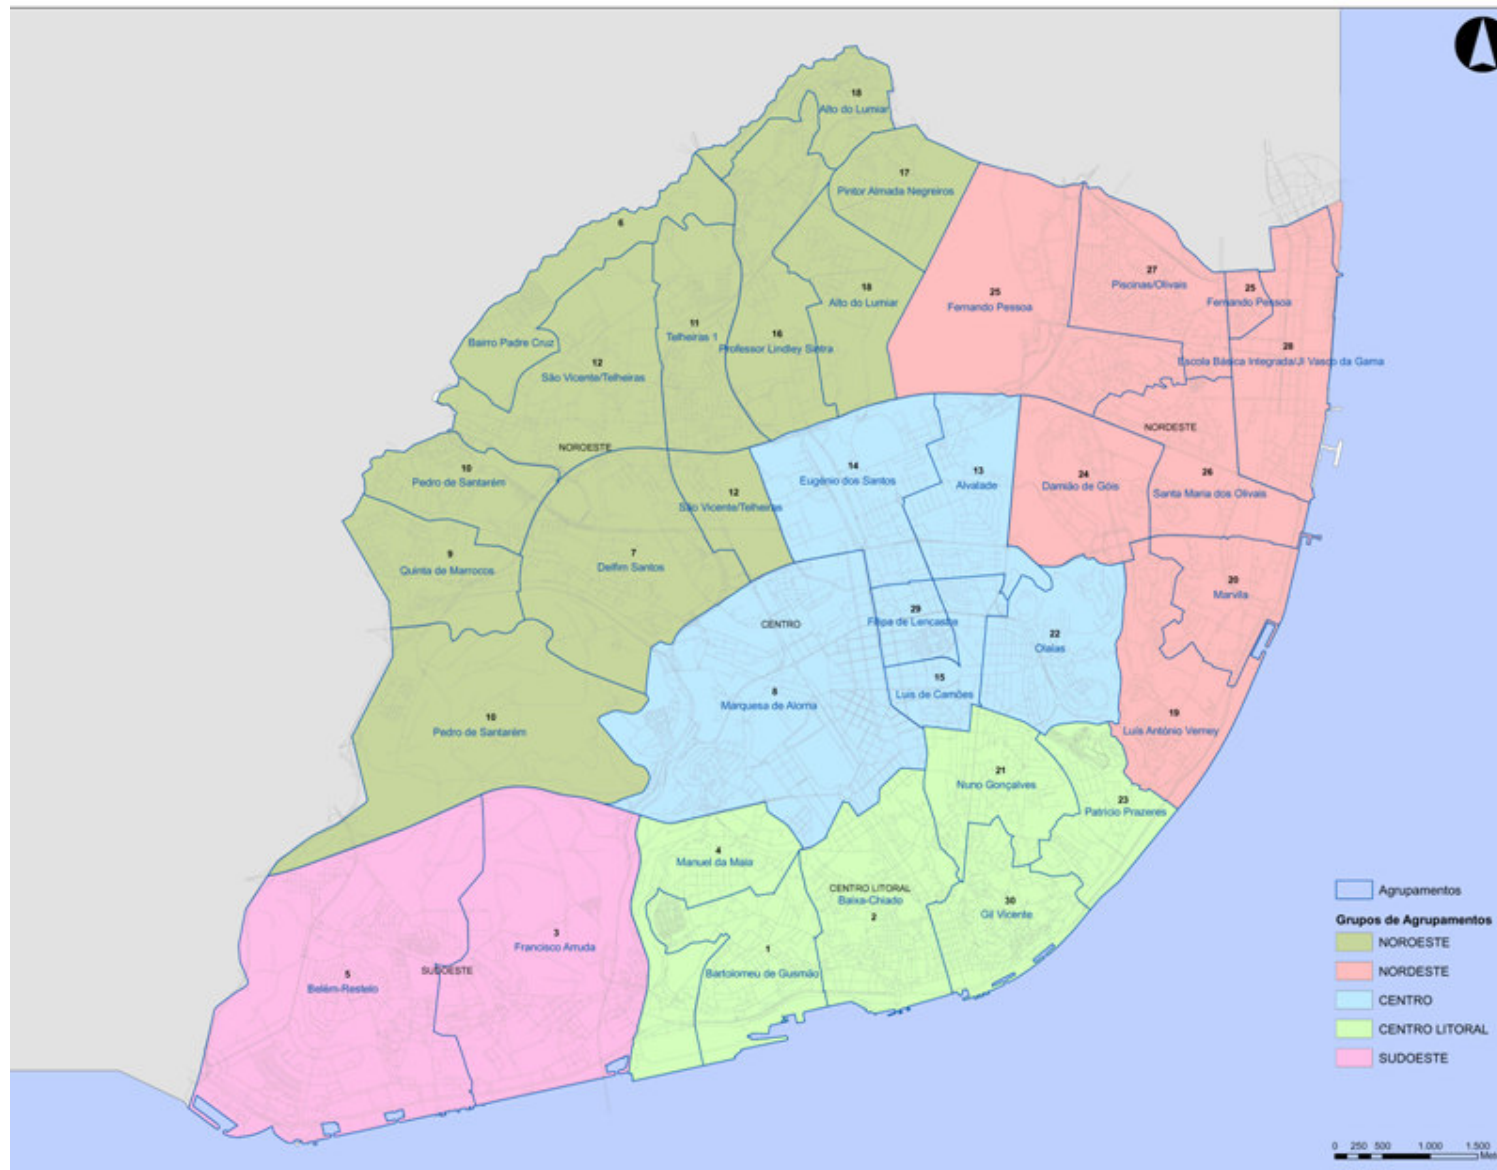 18
Alto do Lumiar
17
Pintor Almada Negreiros
6
27
Piscinas/Olivais
25
Fernando Pessoa
25
Fernando Pessoa
18
Alto do Lumiar
11
Telheiras 1
16
Professor Lindley Sintra
Bairro Padre Cruz
12
São Vicente/Telheiras
28
Escola Básica Integrada/JI Vasco da Gama
NOROESTE
NORDESTE
10
Pedro de Santarém
14
Eugénio dos Santos
13
Alvalade
24
Damião de Góis
26
Santa Maria dos Olivais
12
São Vicente/Telheiras
9
Quinta de Marrocos
7
Delfim Santos
20
Marvila
29
Filipa de Lencastre
CENTRO
22
Olaias
15
Luís de Camões
8
Marquesa de Alorna
10
Pedro de Santarém
19
Luís António Verney
21
Nuno Gonçalves
23
Patrício Prazeres
4
Manuel da Maia
CENTRO LITORAL
Baixa-Chiado
2
30
Gil Vicente
3
Francisco Arruda
1
Bartolomeu de Gusmão
5
SUDOESTE
Belém-Restelo
Agrupamentos
Grupos de Agrupamentos
NOROESTE
NORDESTE
CENTRO
CENTRO LITORAL
SUDOESTE
0 250 500 1.000 1.500
Met